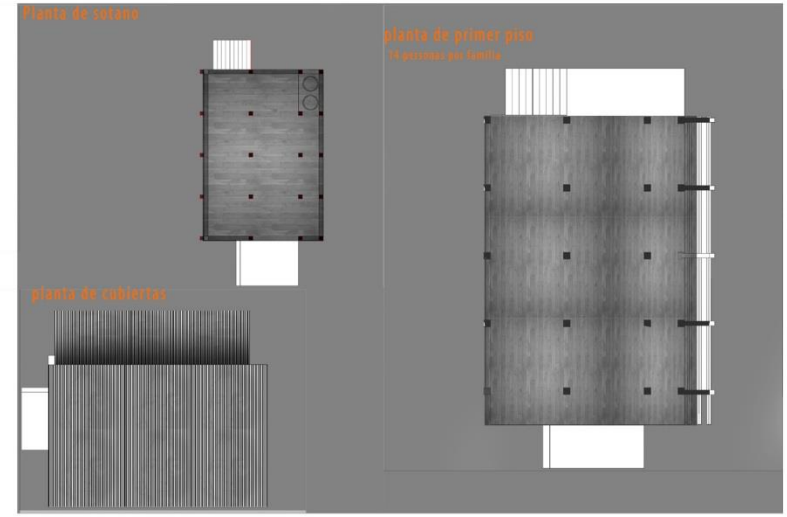 Planta de sotano
planta de primer piso
14 personas por familia
planta de cubiertas